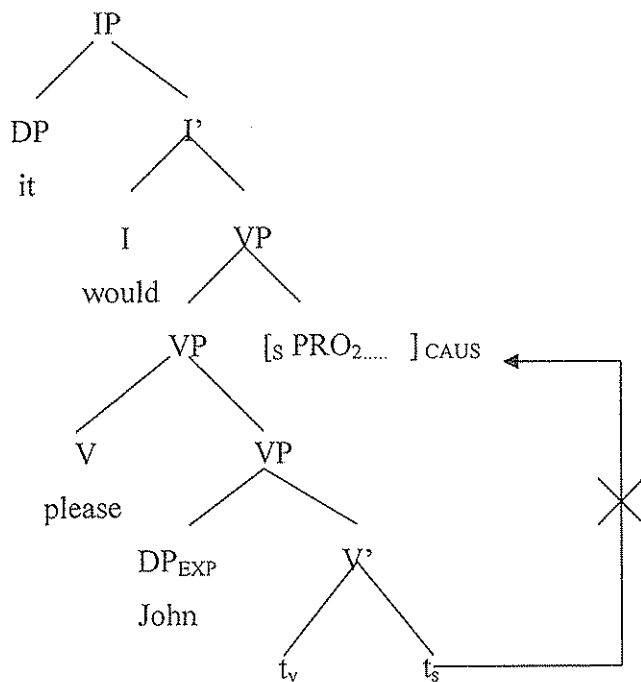 IP
DP I’
it
I VP
would
VP [S PRO2..... ] CAUS
V VP
please
DPEXP V’
John
tv ts